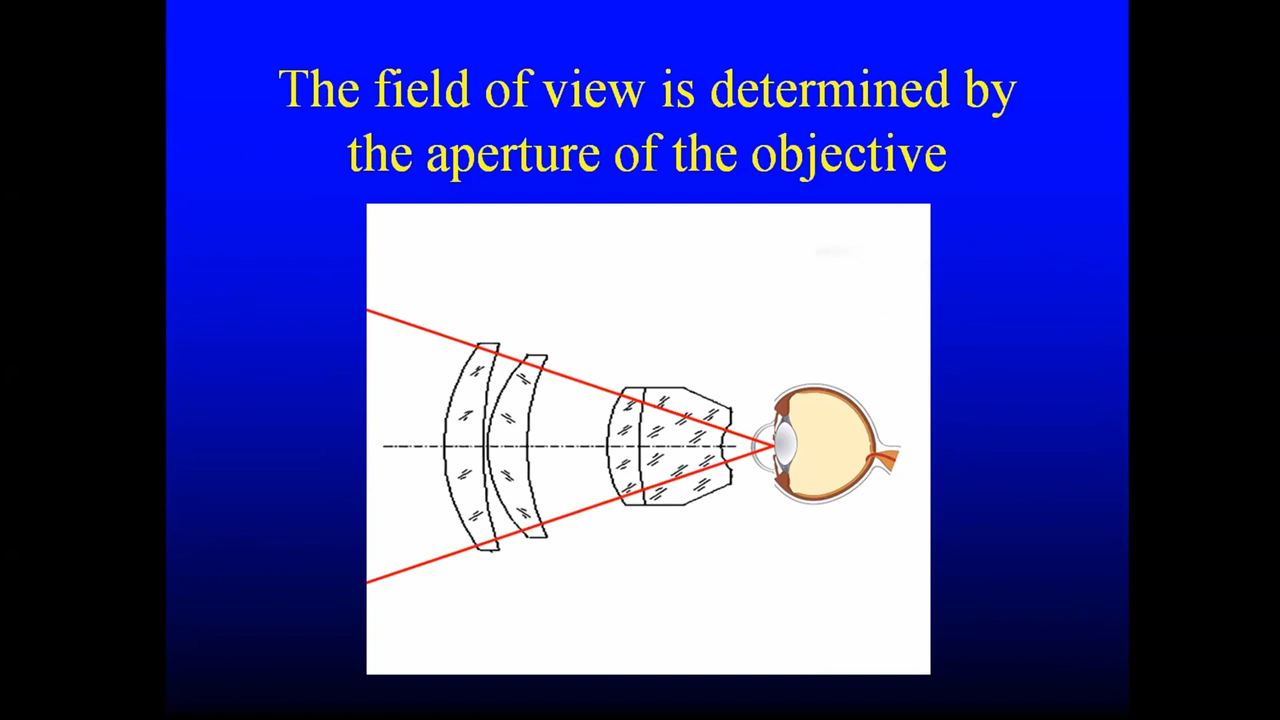 The field of view is determined by
the aperture of the objective